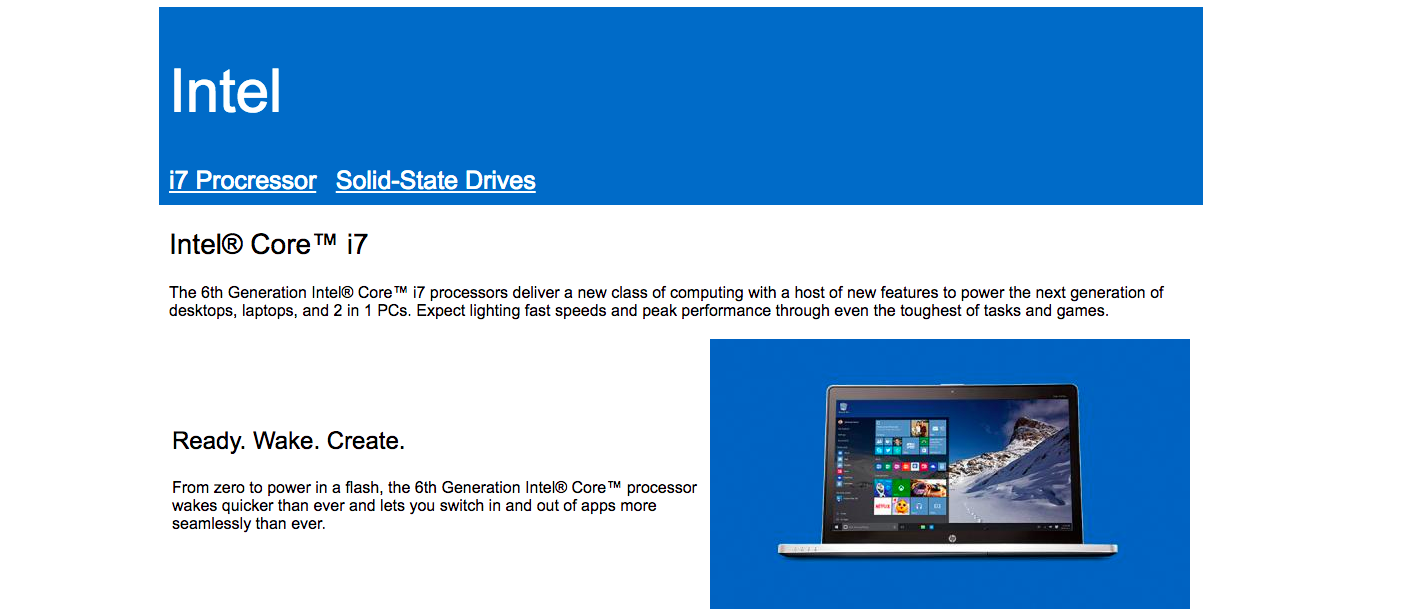 Intel
i7 Procressor Solid-State Drives
Intel® Core™ i7
The 6th Generation Intel® Core™ i7 processors deliver a new class of computing with a host of new features to power the next generation of
desktops, laptops, and 2 in 1 PCs. Expect lighting fast speeds and peak performance through even the toughest of tasks and games.
Ready. Wake. Create.
From zero to power in a flash, the 6th Generation Intel® Core™ processor
wakes quicker than ever and lets you switch in and out of apps more
seamlessly than ever.
NETFLIX
hp